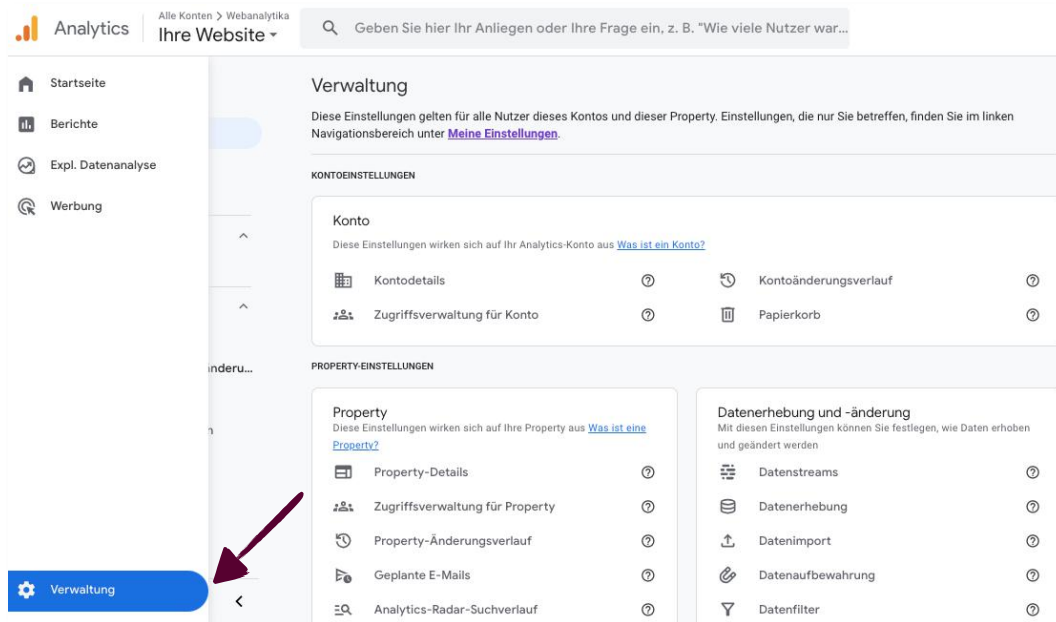 Analytics
Alle Konten > Webanalytika
Ihre Website
Geben Sie hier Ihr Anliegen oder Ihre Frage ein, z. B. "Wie viele Nutzer war...
Startseite
Berichte
Expl. Datenanalyse
Werbung
nderu...
n
Verwaltung
Verwaltung
Diese Einstellungen gelten für alle Nutzer dieses Kontos und dieser Property. Einstellungen, die nur Sie betreffen, finden Sie im linken
Navigationsbereich unter Meine Einstellungen.
KONTOEINSTELLUNGEN
Konto
Diese Einstellungen wirken sich auf Ihr Analytics-Konto aus Was ist ein Konto?
Kontodetails
Kontoänderungsverlauf
Zugriffsverwaltung für Konto
Papierkorb
PROPERTY-EINSTELLUNGEN
Property
Diese Einstellungen wirken sich auf Ihre Property aus Was ist eine
Property?
Property-Details
Zugriffsverwaltung für Property
Property-Änderungsverlauf
Geplante E-Mails
Analytics-Radar-Suchverlauf
Datenerhebung und -änderung
Mit diesen Einstellungen können Sie festlegen, wie Daten erhoben
und geändert werden
Datenstreams
Datenerhebung
Datenimport
Datenaufbewahrung
Datenfilter